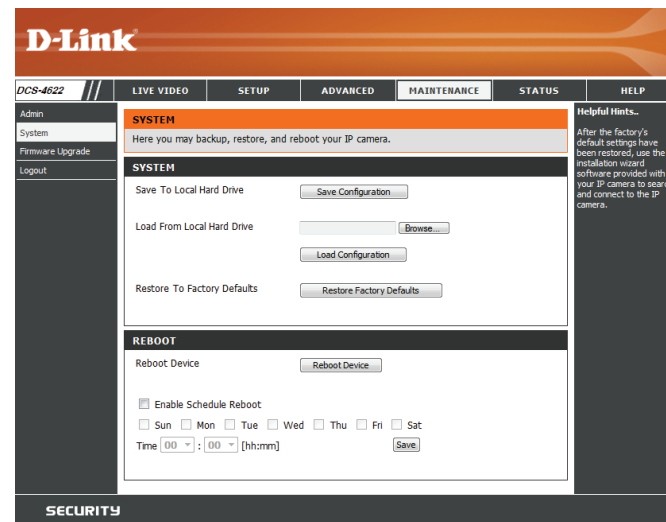 D-Link
DCS-4622 // LIVE VIDEO SETUP ADVANCED MAINTENANCE STATUS HELP
Admin
System
Firmware Upgrade
Logout
SYSTEM
Here you may backup, restore, and reboot your IP camera.
SYSTEM
Save To Local Hard Drive Save Configuration
Load From Local Hard Drive Browse...
Load Configuration
Restore To Factory Defaults Restore Factory Defaults
REBOOT
Reboot Device Reboot Device
Enable Schedule Reboot
Sun Mon Tue Wed Thu Fri Sat
Time 00 : 00 [hh:mm] Save
Helpful Hints..
After the factory's
default settings have
been restored, use the
installation wizard
software provided with
your IP camera to sear
and connect to the IP
camera.
SECURITY